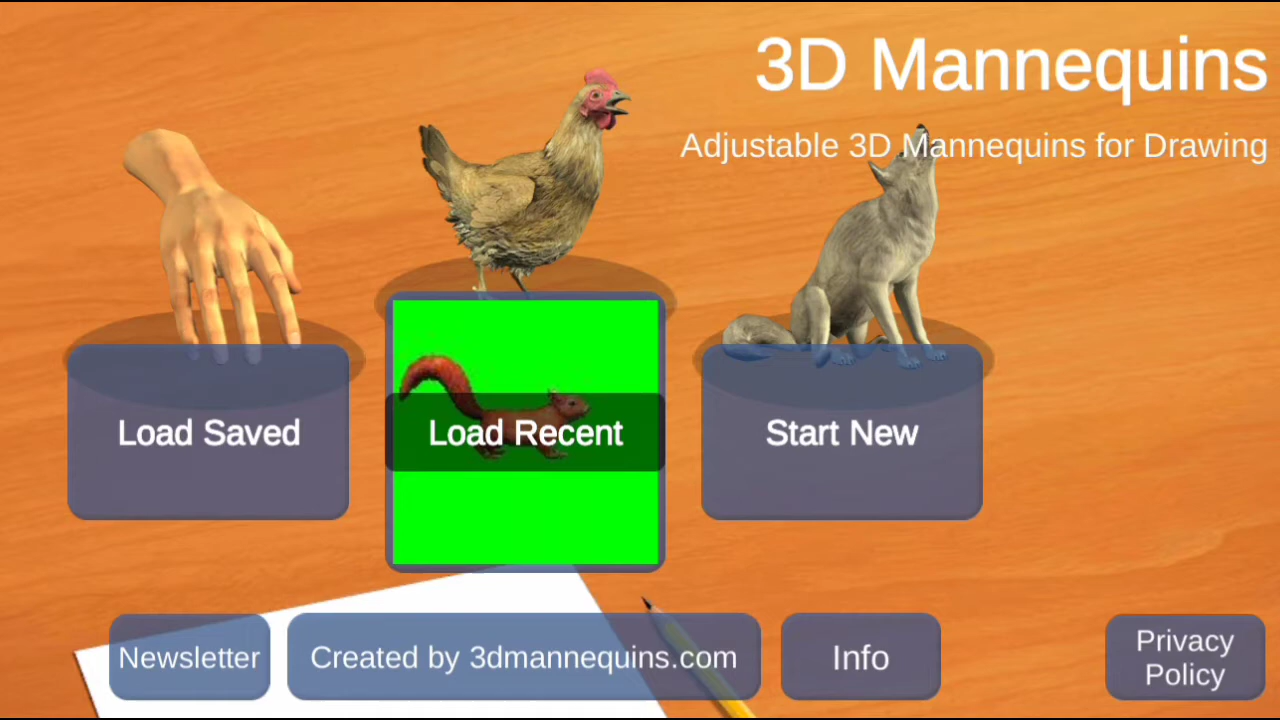 3D Mannequins
Adjustable 3D Mannequins for Drawing
Load Saved
Load Recent
Start New
Newsletter
Created by 3dmannequins.com
Info
Privacy
Policy